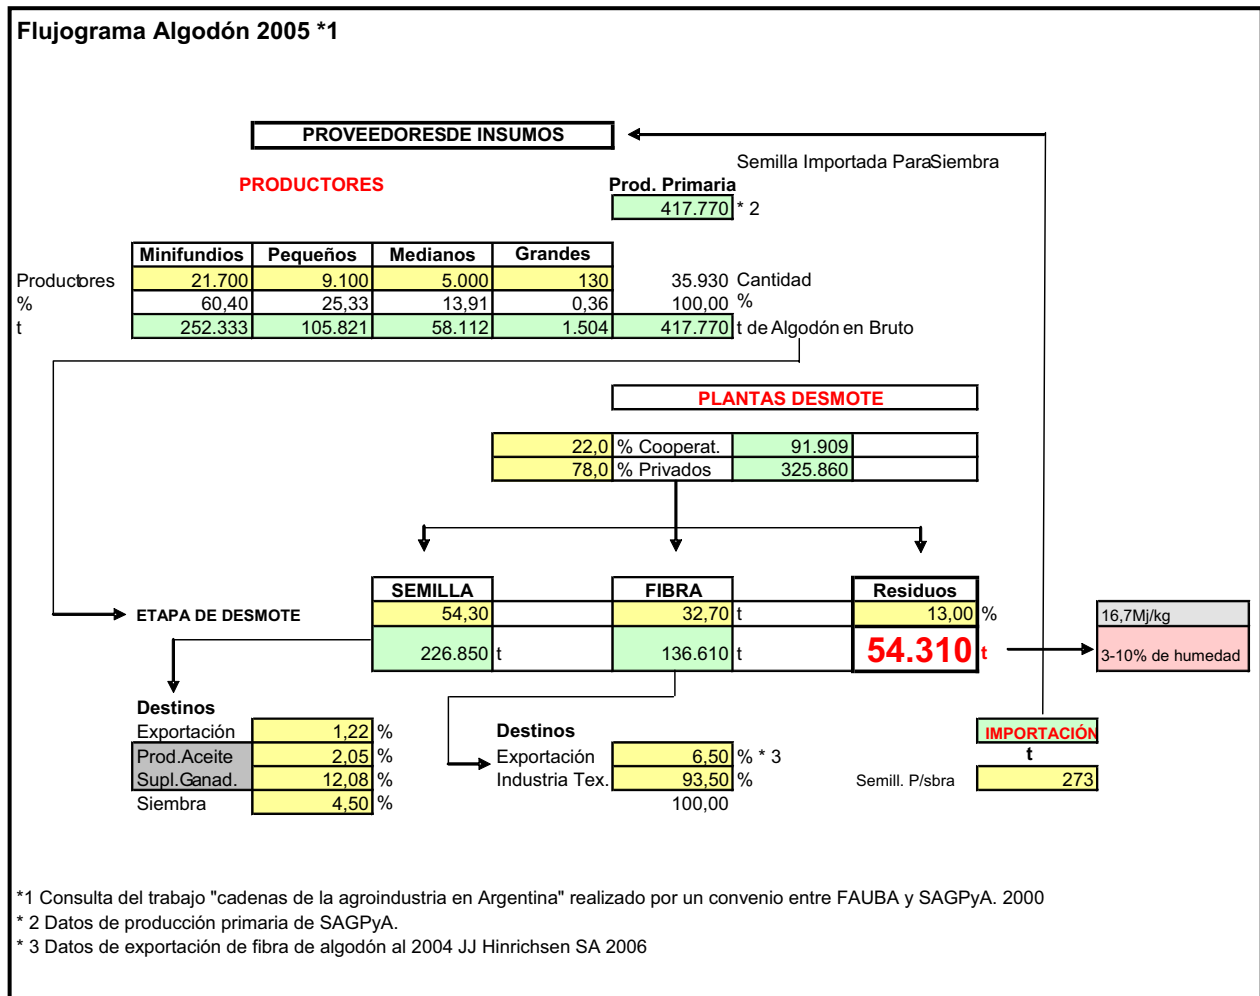 Flujograma Algodón 2005 *1
PROVEEDORESDE INSUMOS
Semilla Importada ParaSiembra
PRODUCTORES Prod. Primaria
417.770 * 2
Minifundios Pequeños Medianos Grandes
Productores 21.700 9.100 5.000 130 35.930 Cantidad
% 60,40 25,33 13,91 0,36 100,00 %
t 252.333 105.821 58.112 1.504 417.770 t de Algodón en Bruto
PLANTAS DESMOTE
22,0 % Cooperat. 91.909
78,0 % Privados 325.860
SEMILLA FIBRA Residuos
ETAPA DE DESMOTE 54,30 32,70 t 13,00 % 16,7Mj/kg
226.850 t 136.610 t 54.310 t 3-10% de humedad
Destinos
Exportación 1,22 %
Prod.Aceite 2,05 %
Supl.Ganad. 12,08 %
Siembra 4,50 %
Destinos
Exportación 6,50 % * 3
Industria Tex. 93,50 %
100,00
IMPORTACIÓN
t
Semill. P/sbra 273
*1 Consulta del trabajo "cadenas de la agroindustria en Argentina" realizado por un convenio entre FAUBA y SAGPyA. 2000
* 2 Datos de producción primaria de SAGPyA.
* 3 Datos de exportación de fibra de algodón al 2004 JJ Hinrichsen SA 2006